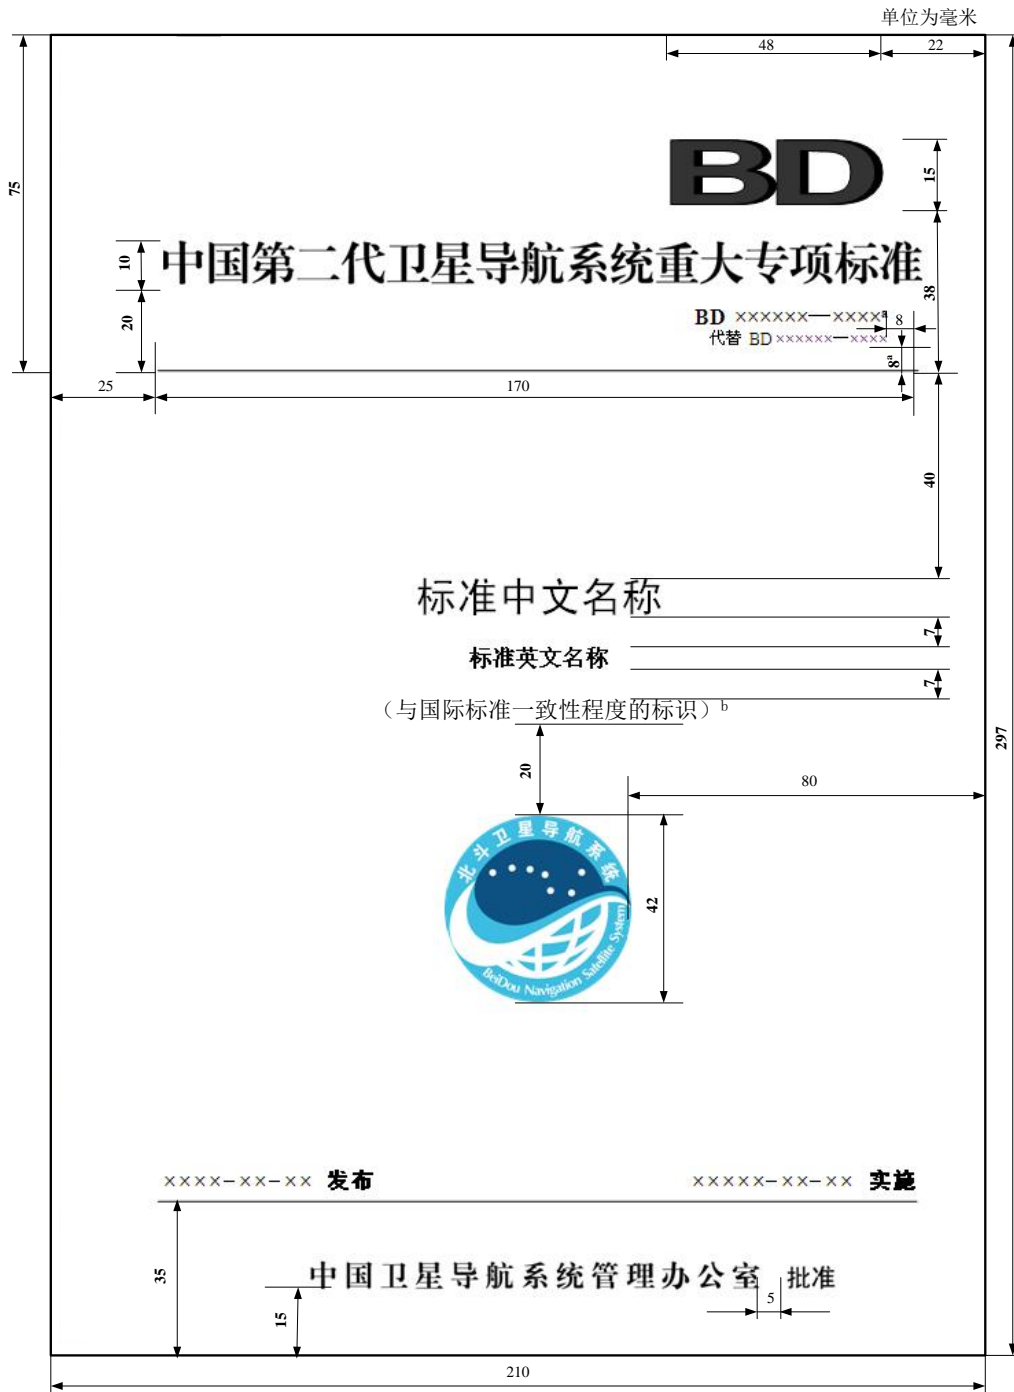 单位为毫米
48
22
75
BD
15
中国第二代卫星导航系统重大专项标准
10
38
BD ××××××—××××ᵃ
8
20
代替 BD ××××××—××××
8ᵃ
25
170
40
标准中文名称
7
标准英文名称
7
（与国际标准一致性程度的标识）ᵇ
297
20
80
北斗卫星导航系统
42
BeiDou Navigation Satellite System
××××-××-×× 发布
×××××-××-×× 实施
35
中国卫星导航系统管理办公室 批准
5
15
210